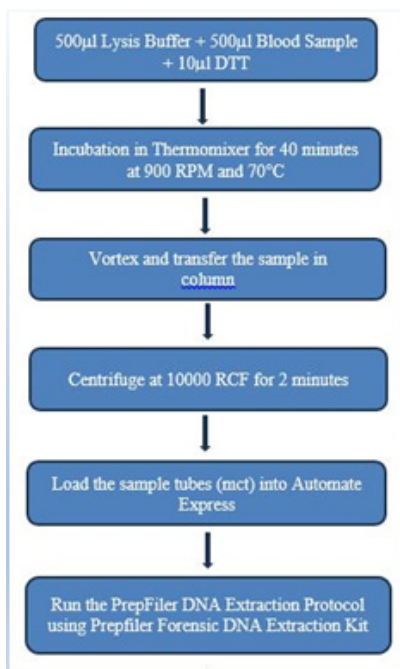 500µl Lysis Buffer + 500µl Blood Sample
+ 10µl DTT
Incubation in Thermomixer for 40 minutes
at 900 RPM and 70°C
Vortex and transfer the sample in
column
Centrifuge at 10000 RCF for 2 minutes
Load the sample tubes (mct) into Automate
Express
Run the PrepFiler DNA Extraction Protocol
using Prepfiler Forensic DNA Extraction Kit